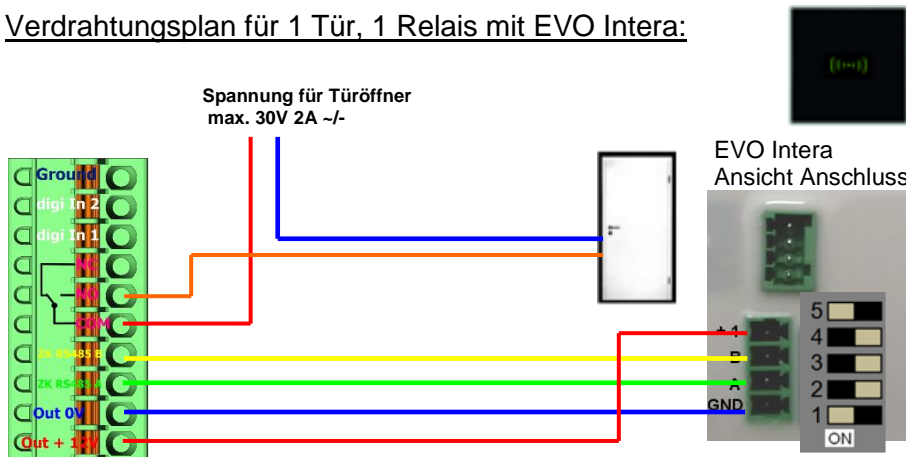 Verdrahtungsplan für 1 Tür, 1 Relais mit EVO Intera:
Spannung für Türöffner
max. 30V 2A ~/-
EVO Intera
Ansicht Anschluss
Ground
digi In 2
digi In 1
NC
NO
COM
ZK RS485 B
ZK RS485 A
Out 0V
Out + 12V
+ 1
B
A
GND
5
4
3
2
1
ON